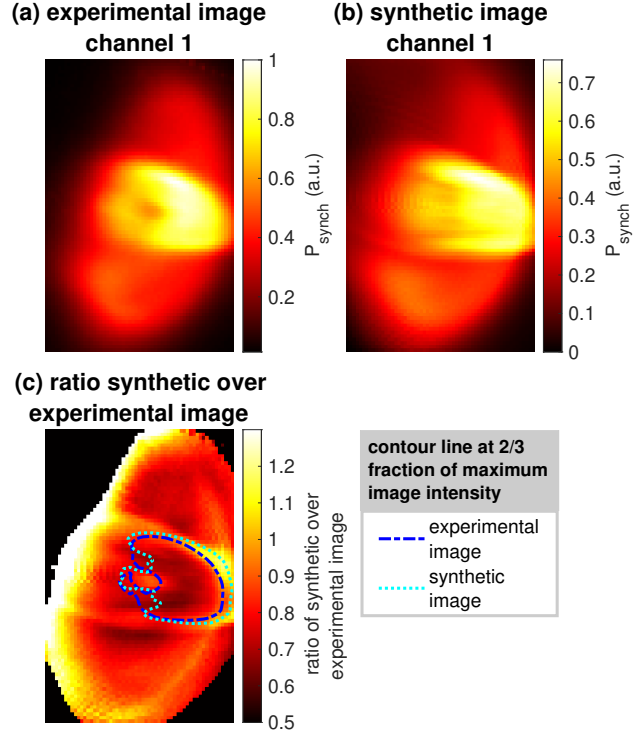 (a) experimental image
channel 1
1
0.8
0.6
0.4
0.2
P_synch (a.u.)
(b) synthetic image
channel 1
0.7
0.6
0.5
0.4
0.3
0.2
0.1
0
P_synch (a.u.)
(c) ratio synthetic over
experimental image
1.2
1.1
1
0.9
0.8
0.7
0.6
0.5
ratio of synthetic over
experimental image
contour line at 2/3
fraction of maximum
image intensity
experimental
image
synthetic
image